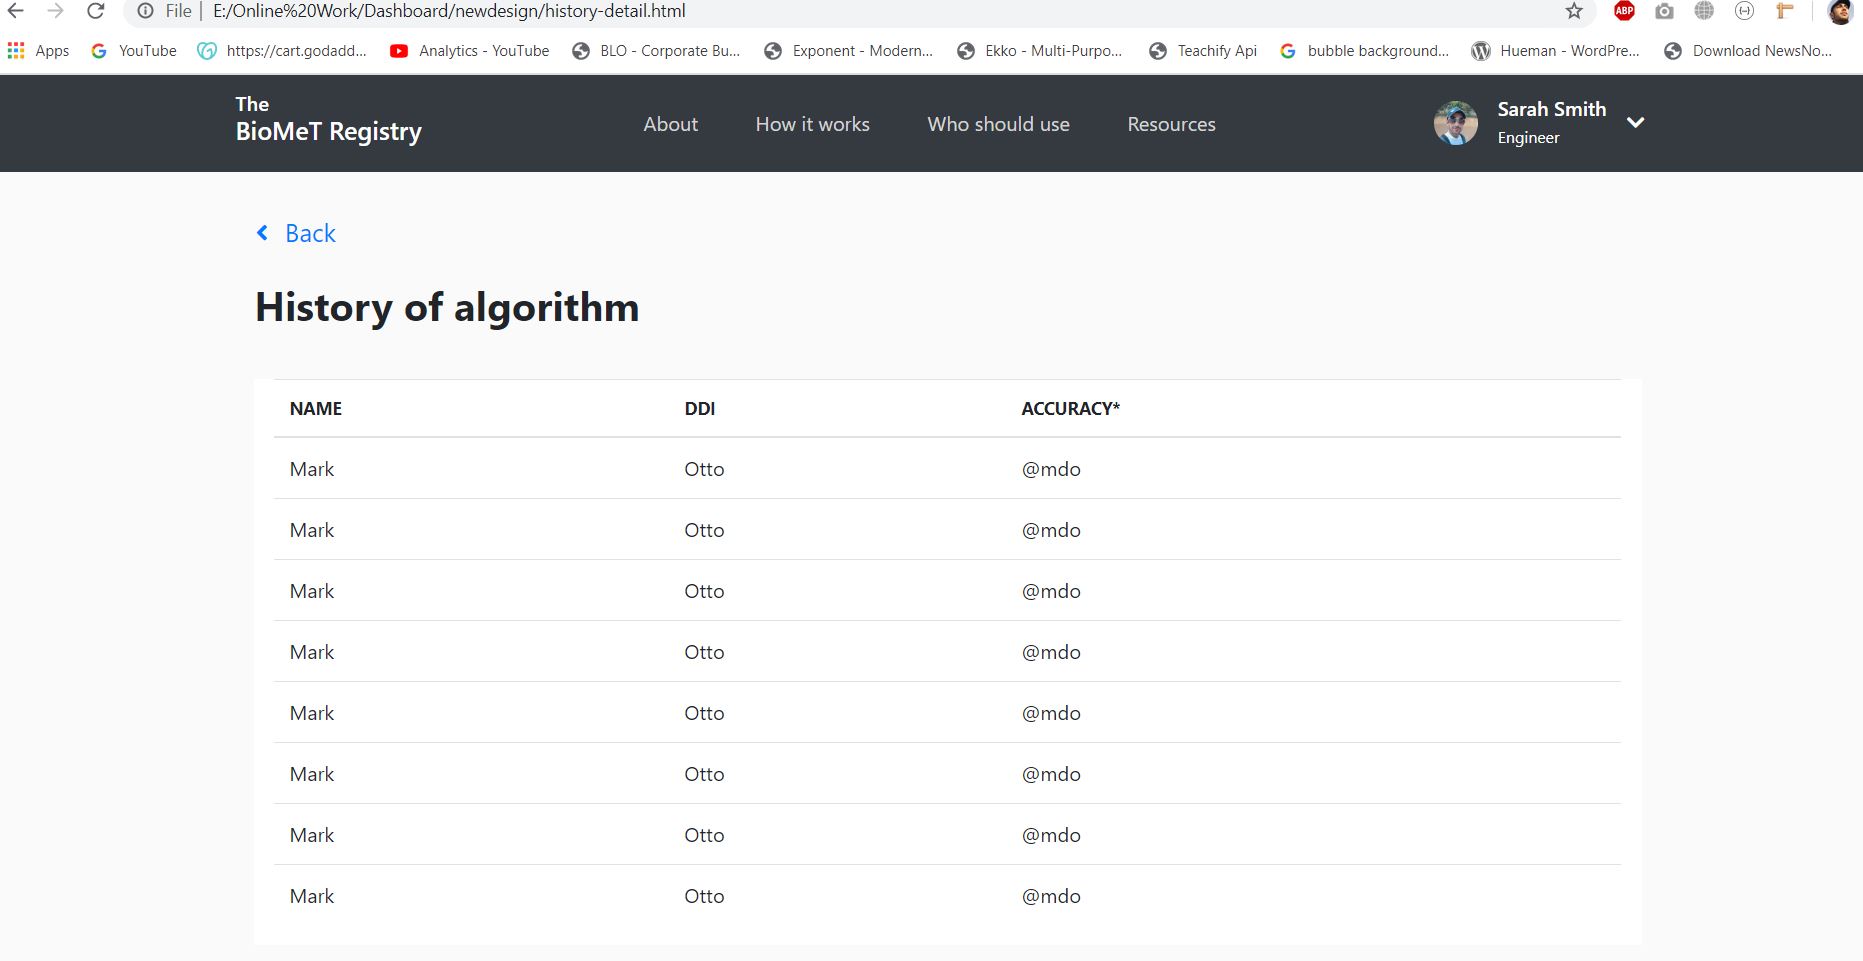 File | E:/Online%20Work/Dashboard/newdesign/history-detail.html
ABP
Apps YouTube https://cart.godadd... Analytics - YouTube BLO - Corporate Bu... Exponent - Modern... Ekko - Multi-Purpo... Teachify Api bubble background... Hueman - WordPre... Download NewsNo...
The
BioMeT Registry
About How it works Who should use Resources
Sarah Smith
Engineer
Back
History of algorithm
NAME DDI ACCURACY*
Mark Otto @mdo
Mark Otto @mdo
Mark Otto @mdo
Mark Otto @mdo
Mark Otto @mdo
Mark Otto @mdo
Mark Otto @mdo
Mark Otto @mdo